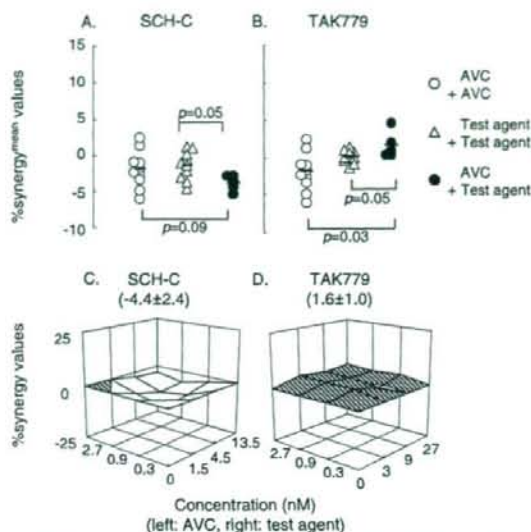 A. SCH-C
B. TAK779
%synergy^mean values
15
10
5
0
-5
-10
p=0.05
p=0.09
p=0.05
p=0.03
AVC
+ AVC
Test agent
+ Test agent
AVC
+ Test agent
C. SCH-C
(-4.4±2.4)
D. TAK779
(1.6±1.0)
%synergy values
25
0
-25
2.7 0.9 0.3 0 1.5 4.5 13.5
2.7 0.9 0.3 0 3 9 27
Concentration (nM)
(left: AVC, right: test agent)